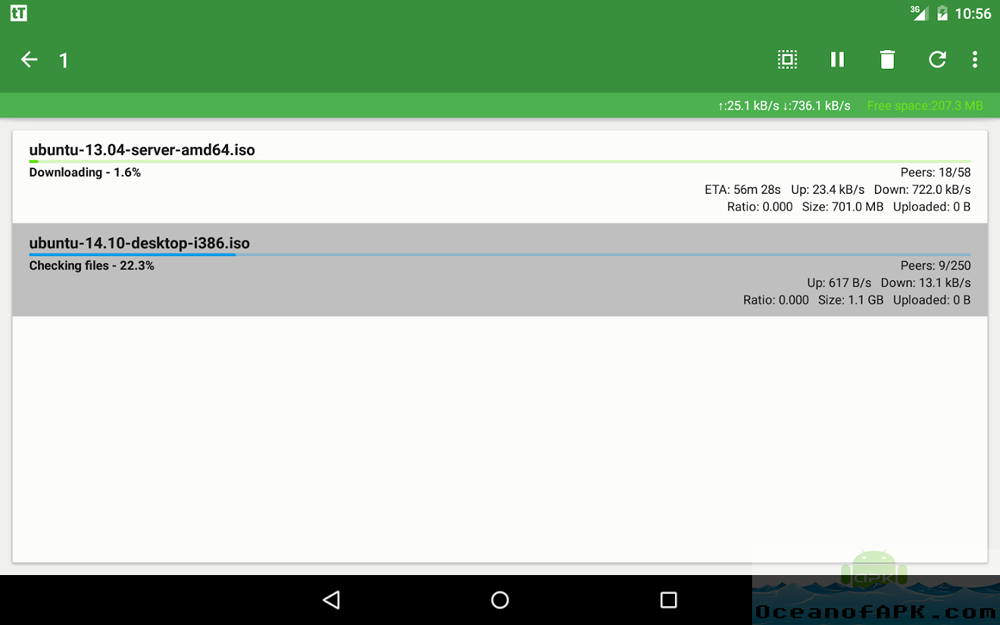 tT
3G 10:56
1
↑:25.1 kB/s ↓:736.1 kB/s Free space:207.3 MB
ubuntu-13.04-server-amd64.iso
Downloading - 1.6% Peers: 18/58
ETA: 56m 28s Up: 23.4 kB/s Down: 722.0 kB/s
Ratio: 0.000 Size: 701.0 MB Uploaded: 0 B
ubuntu-14.10-desktop-i386.iso
Checking files - 22.3% Peers: 9/250
Up: 617 B/s Down: 13.1 kB/s
Ratio: 0.000 Size: 1.1 GB Uploaded: 0 B
APK
OceanofAPK.com